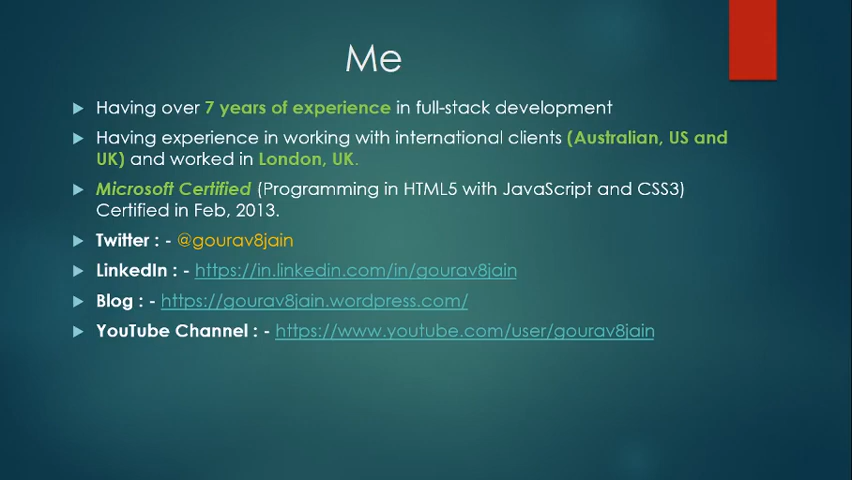 Me
Having over 7 years of experience in full-stack development
Having experience in working with international clients (Australian, US and
UK) and worked in London, UK.
Microsoft Certified (Programming in HTML5 with JavaScript and CSS3)
Certified in Feb, 2013.
Twitter : - @gourav8jain
LinkedIn : - https://in.linkedin.com/in/gourav8jain
Blog : - https://gourav8jain.wordpress.com/
YouTube Channel : - https://www.youtube.com/user/gourav8jain